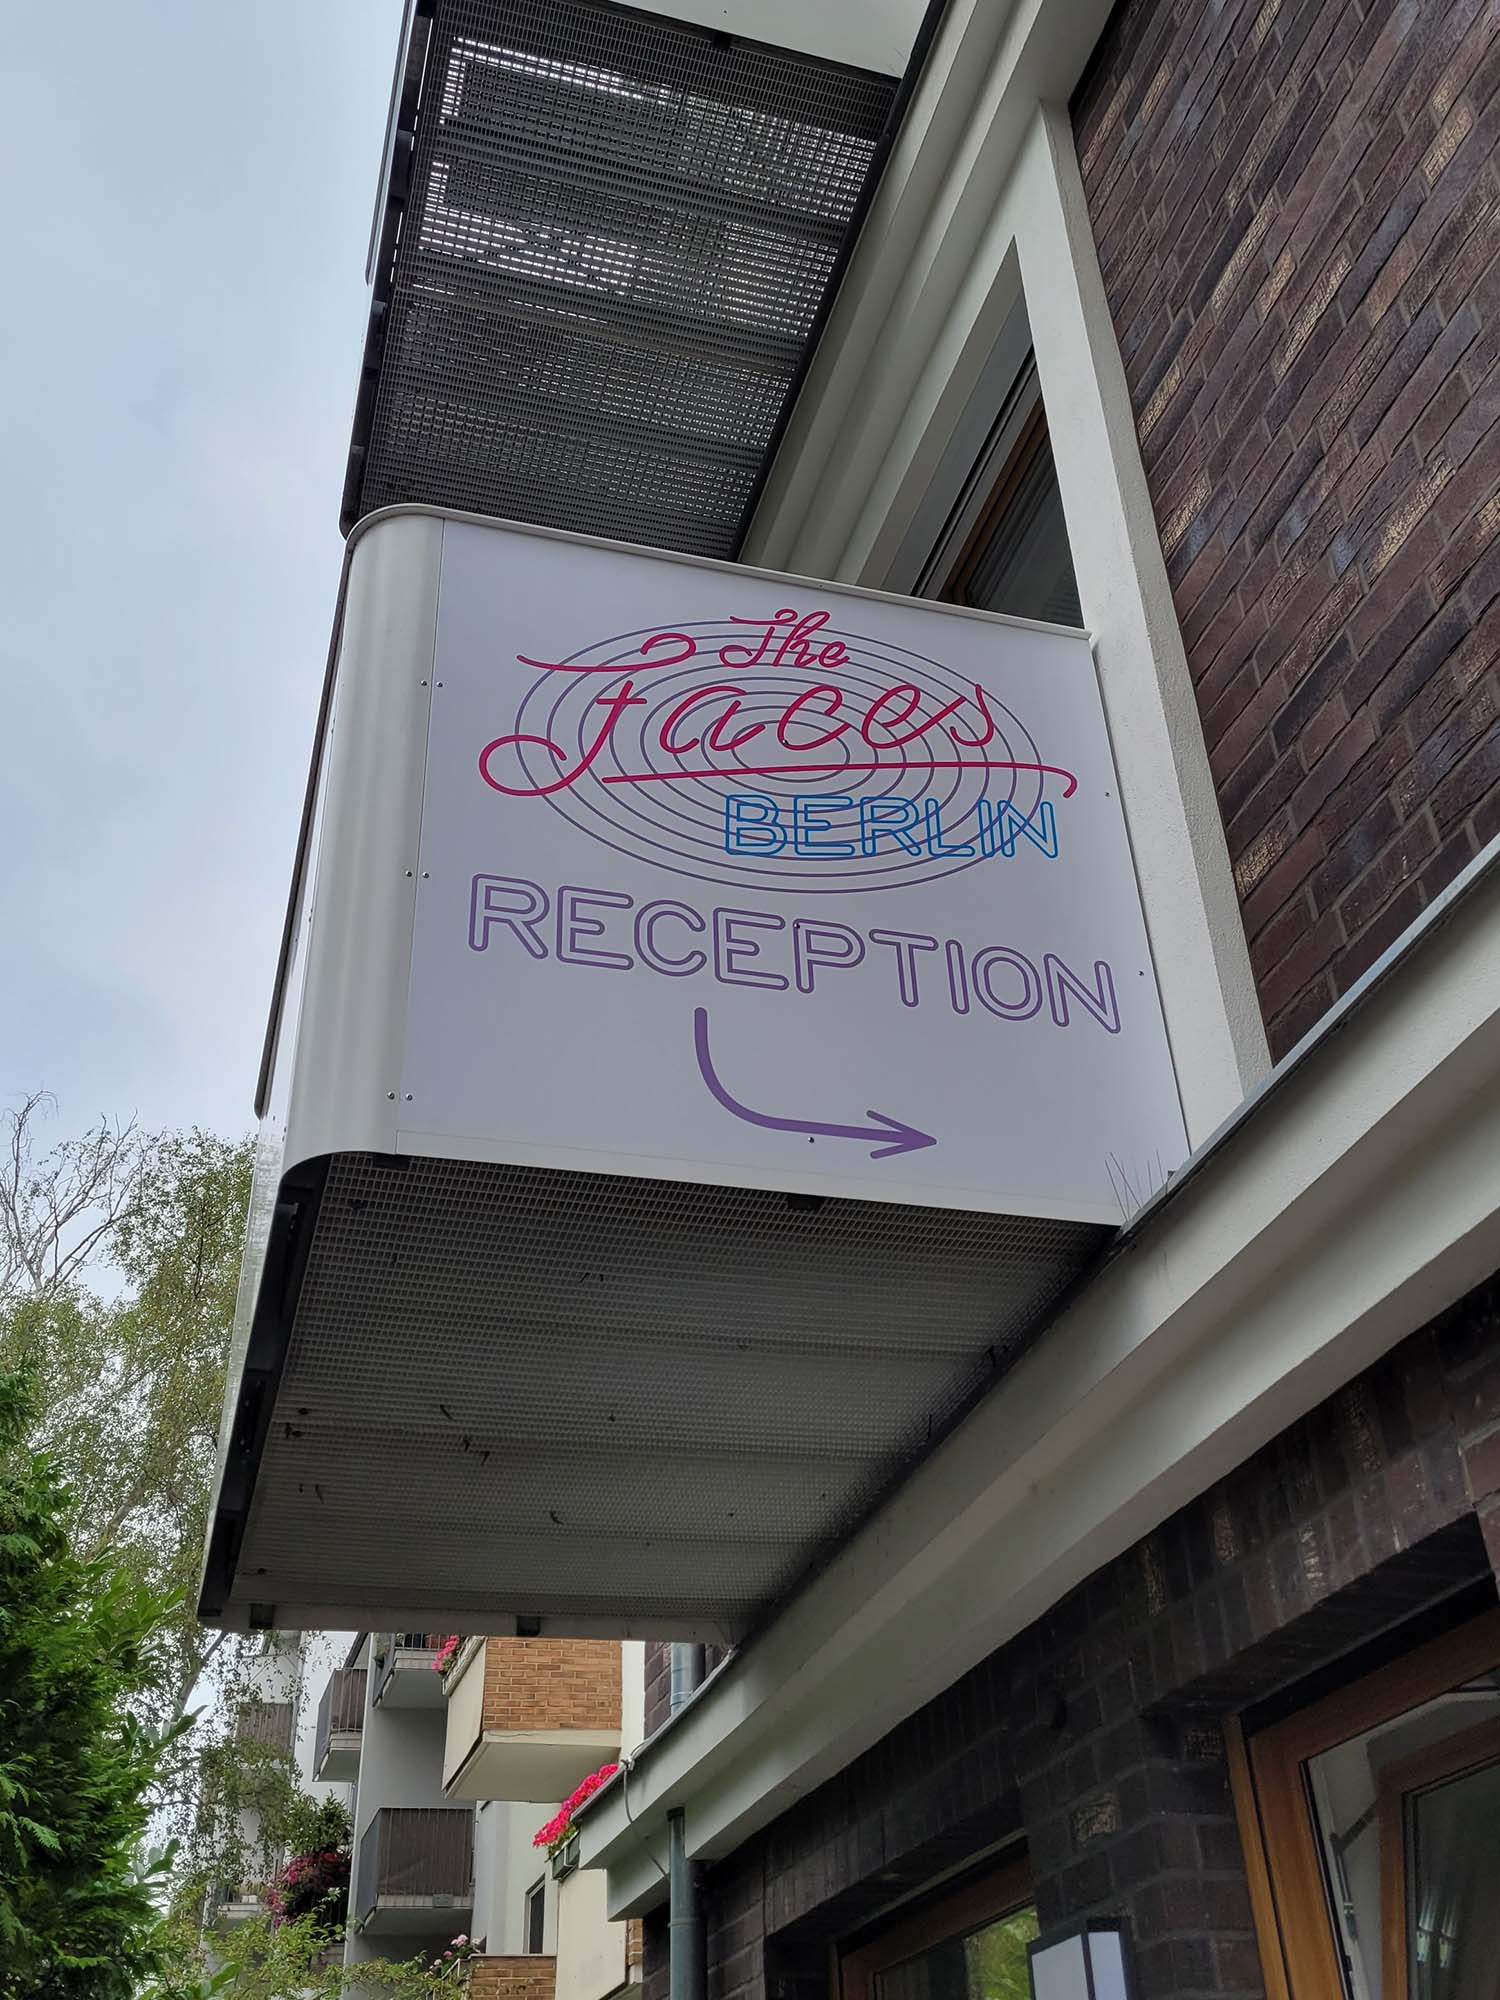 The
Faces
BERLIN
RECEPTION